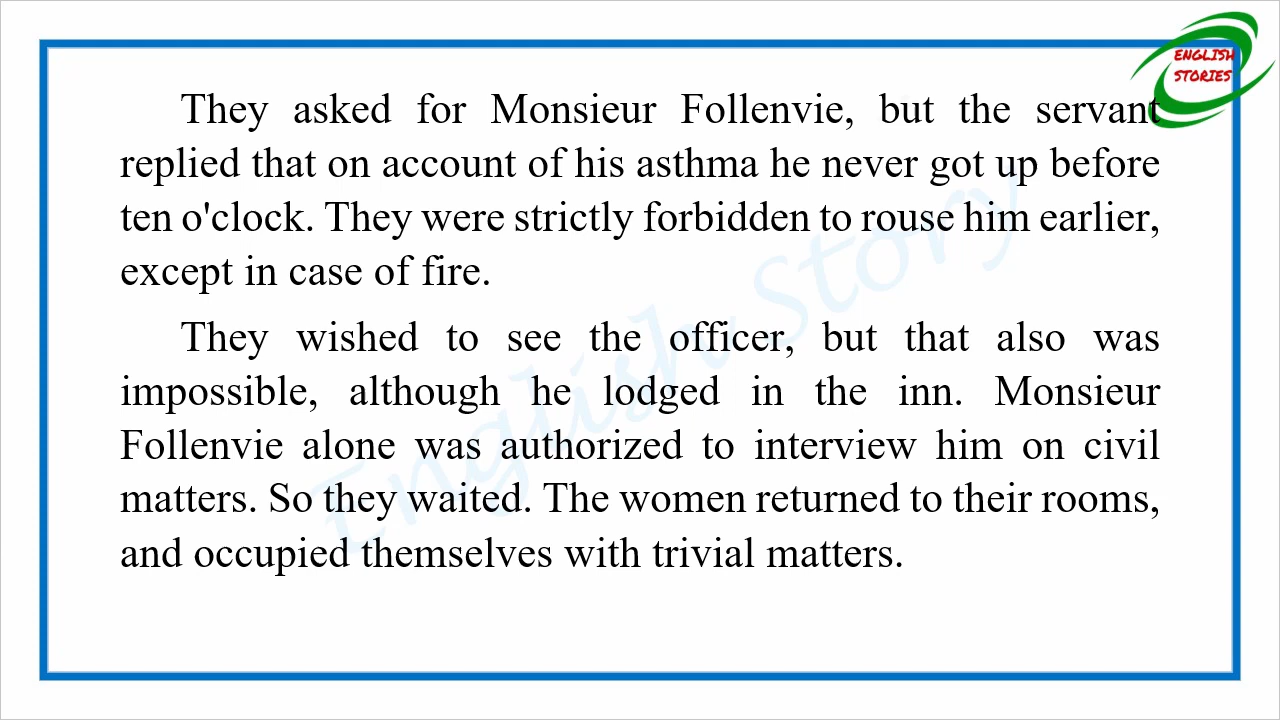 ENGLISH
STORIES
They asked for Monsieur Follenvie, but the servant
replied that on account of his asthma he never got up before
ten o'clock. They were strictly forbidden to rouse him earlier,
except in case of fire.
They wished to see the officer, but that also was
impossible, although he lodged in the inn. Monsieur
Follenvie alone was authorized to interview him on civil
matters. So they waited. The women returned to their rooms,
and occupied themselves with trivial matters.
English Story